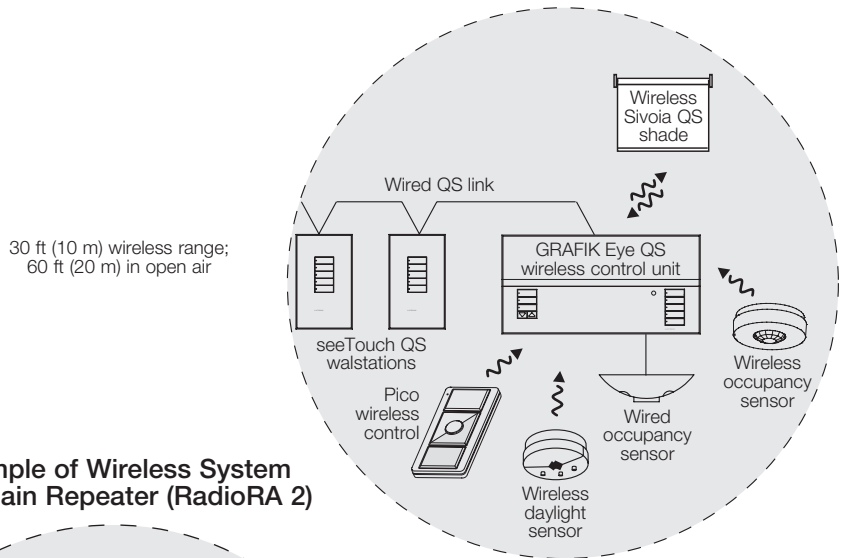 Wireless
Sivoia QS
shade
Wired QS link
30 ft (10 m) wireless range;
60 ft (20 m) in open air
GRAFIK Eye QS
wireless control unit
seeTouch QS
walstations
Pico
wireless
control
Wireless
daylight
sensor
Wired
occupancy
sensor
Wireless
occupancy
sensor
mple of Wireless System
ain Repeater (RadioRA 2)